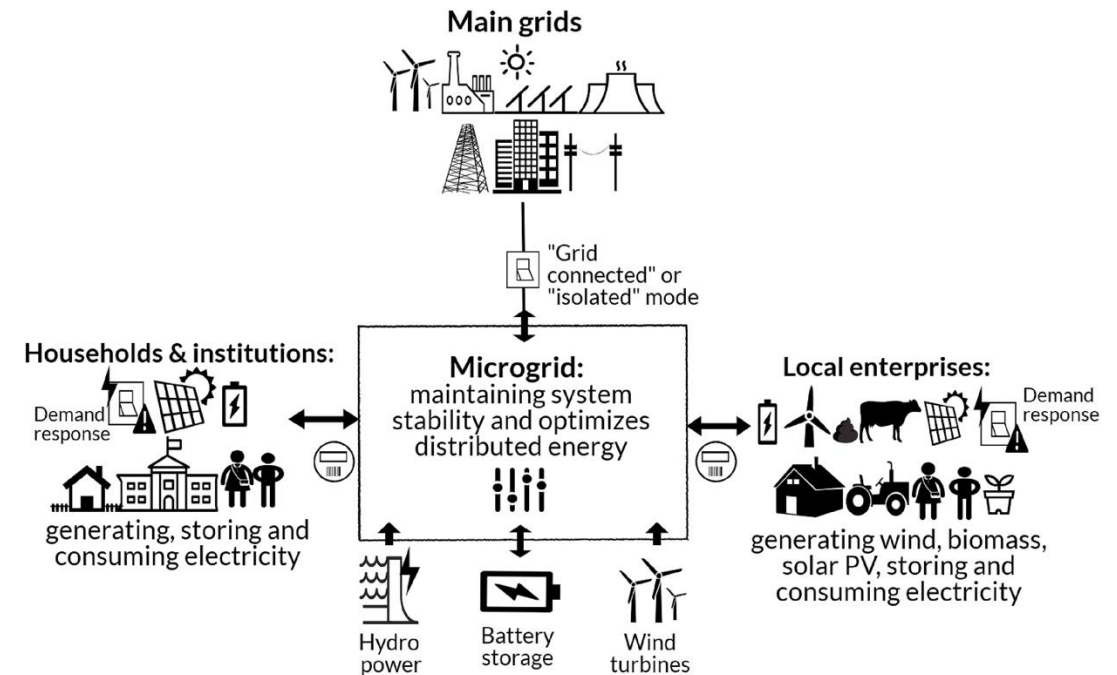 Main grids
"Grid
connected" or
"isolated" mode
Households & institutions:
Demand
response
generating, storing and
consuming electricity
Microgrid:
maintaining system
stability and optimizes
distributed energy
Local enterprises:
Demand
response
generating wind, biomass,
solar PV, storing and
consuming electricity
Hydro
power
Battery
storage
Wind
turbines